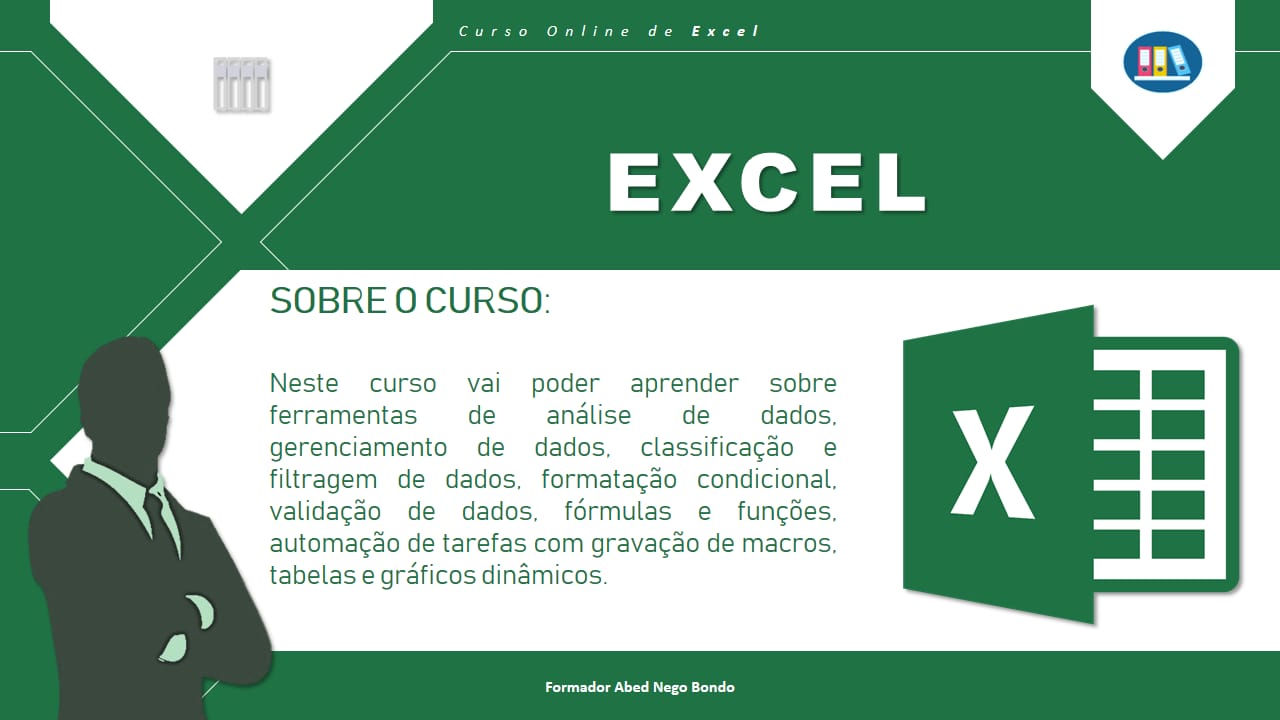 Curso Online de Excel
EXCEL
SOBRE O CURSO:
Neste curso vai poder aprender sobre
ferramentas de análise de dados,
gerenciamento de dados, classificação e
filtragem de dados, formatação condicional,
validação de dados, fórmulas e funções,
automação de tarefas com gravação de macros,
tabelas e gráficos dinâmicos.
X
Formador Abed Nego Bondo